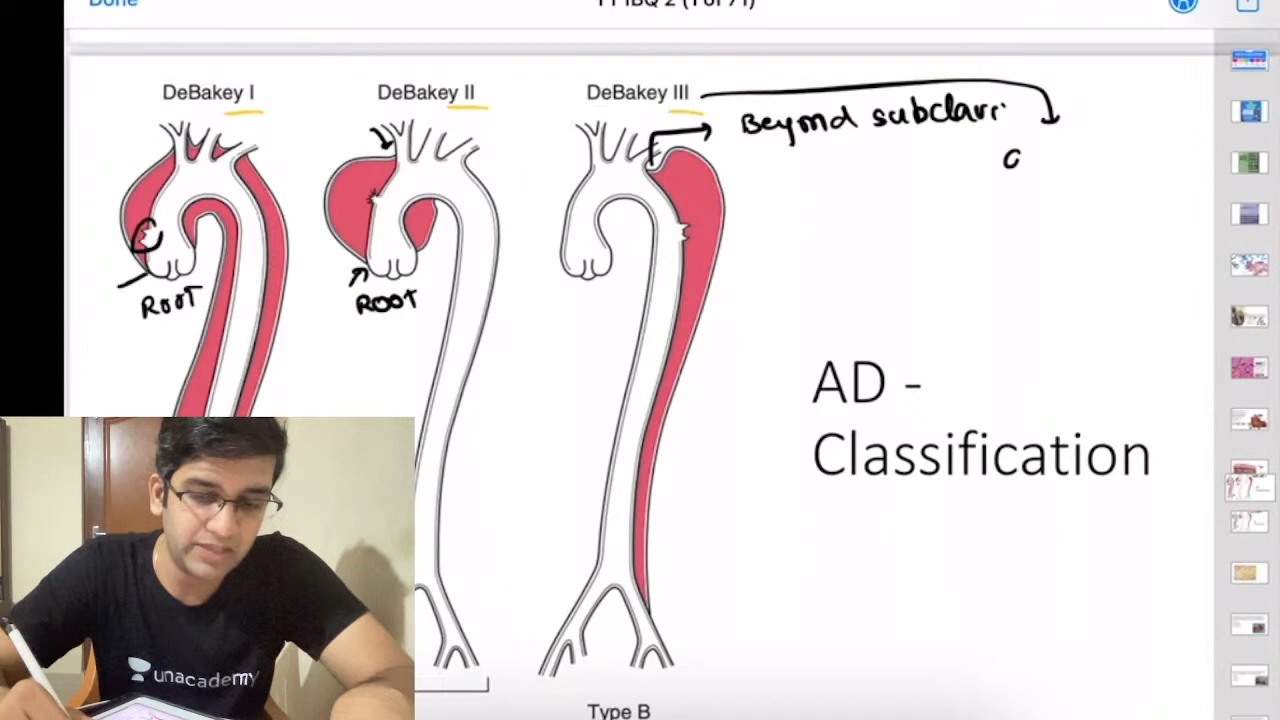 Done
DeBakey I
DeBakey II
DeBakey III
Beyond subclavi
a
ROOT
ROOT
AD -
Classification
unacademy
Type B